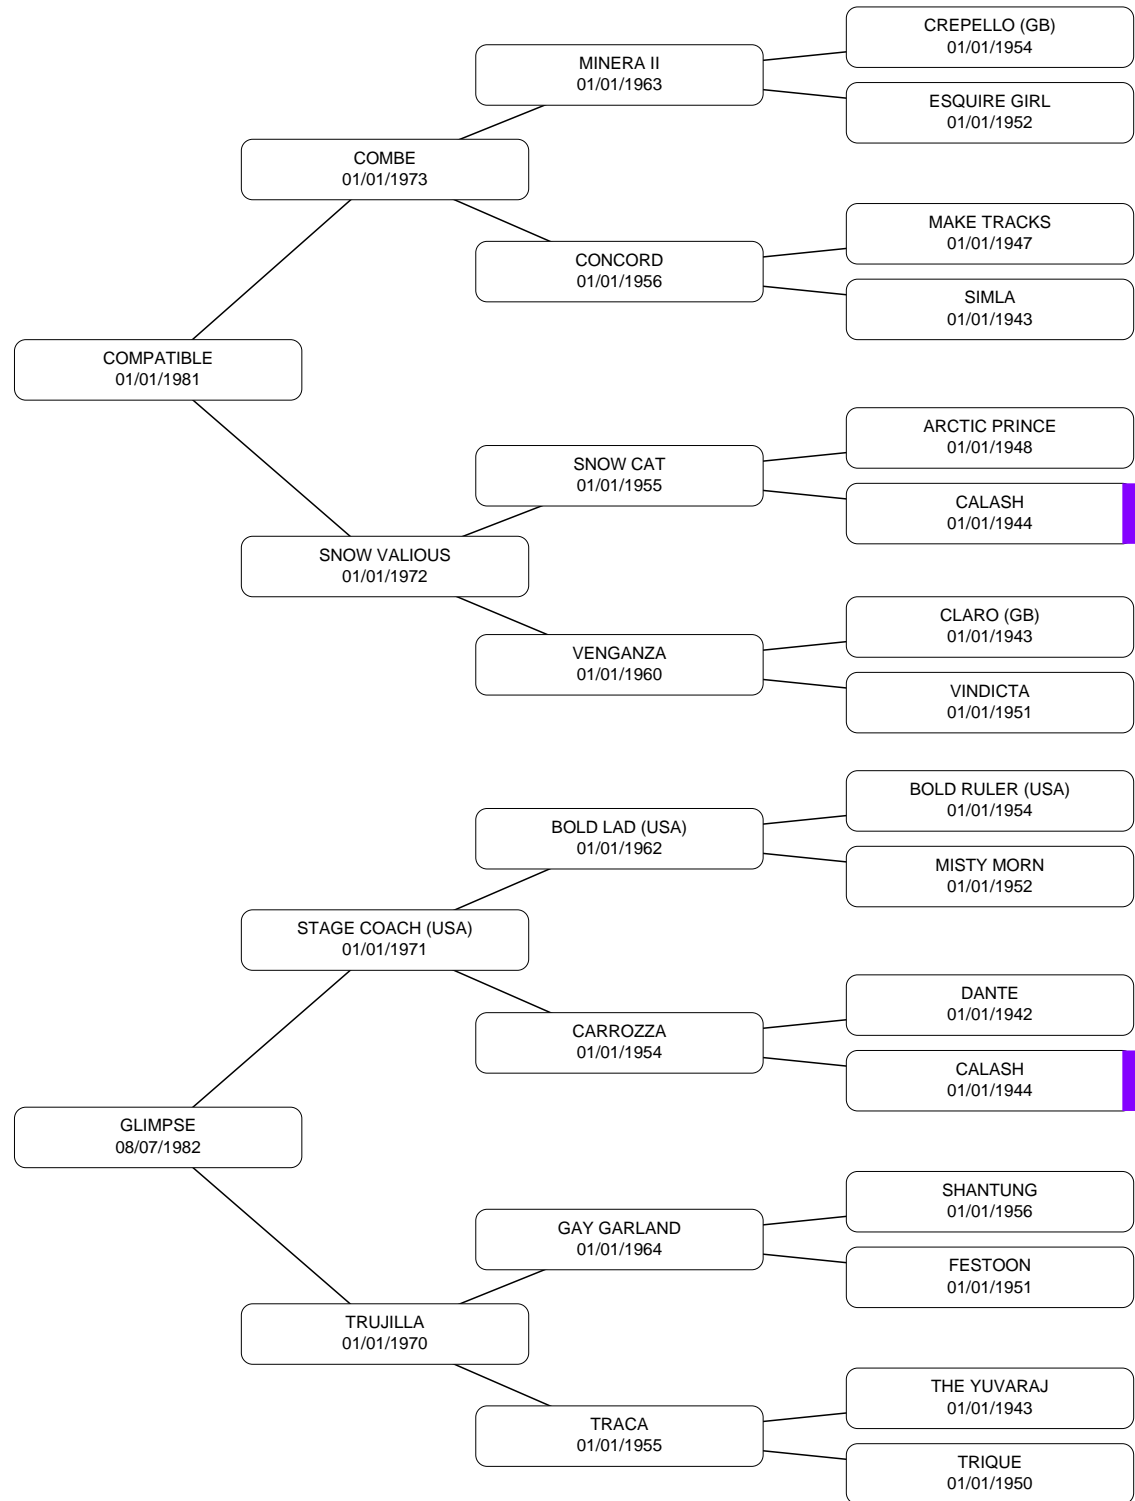 CREPELLO (GB)
01/01/1954
MINERA II
01/01/1963
ESQUIRE GIRL
01/01/1952
COMBE
01/01/1973
MAKE TRACKS
01/01/1947
CONCORD
01/01/1956
SIMLA
01/01/1943
COMPATIBLE
01/01/1981
ARCTIC PRINCE
01/01/1948
SNOW CAT
01/01/1955
CALASH
01/01/1944
SNOW VALIOUS
01/01/1972
CLARO (GB)
01/01/1943
VENGANZA
01/01/1960
VINDICTA
01/01/1951
BOLD RULER (USA)
01/01/1954
BOLD LAD (USA)
01/01/1962
MISTY MORN
01/01/1952
STAGE COACH (USA)
01/01/1971
DANTE
01/01/1942
CARROZZA
01/01/1954
CALASH
01/01/1944
GLIMPSE
08/07/1982
SHANTUNG
01/01/1956
GAY GARLAND
01/01/1964
FESTOON
01/01/1951
TRUJILLA
01/01/1970
THE YUVARAJ
01/01/1943
TRACA
01/01/1955
TRIQUE
01/01/1950